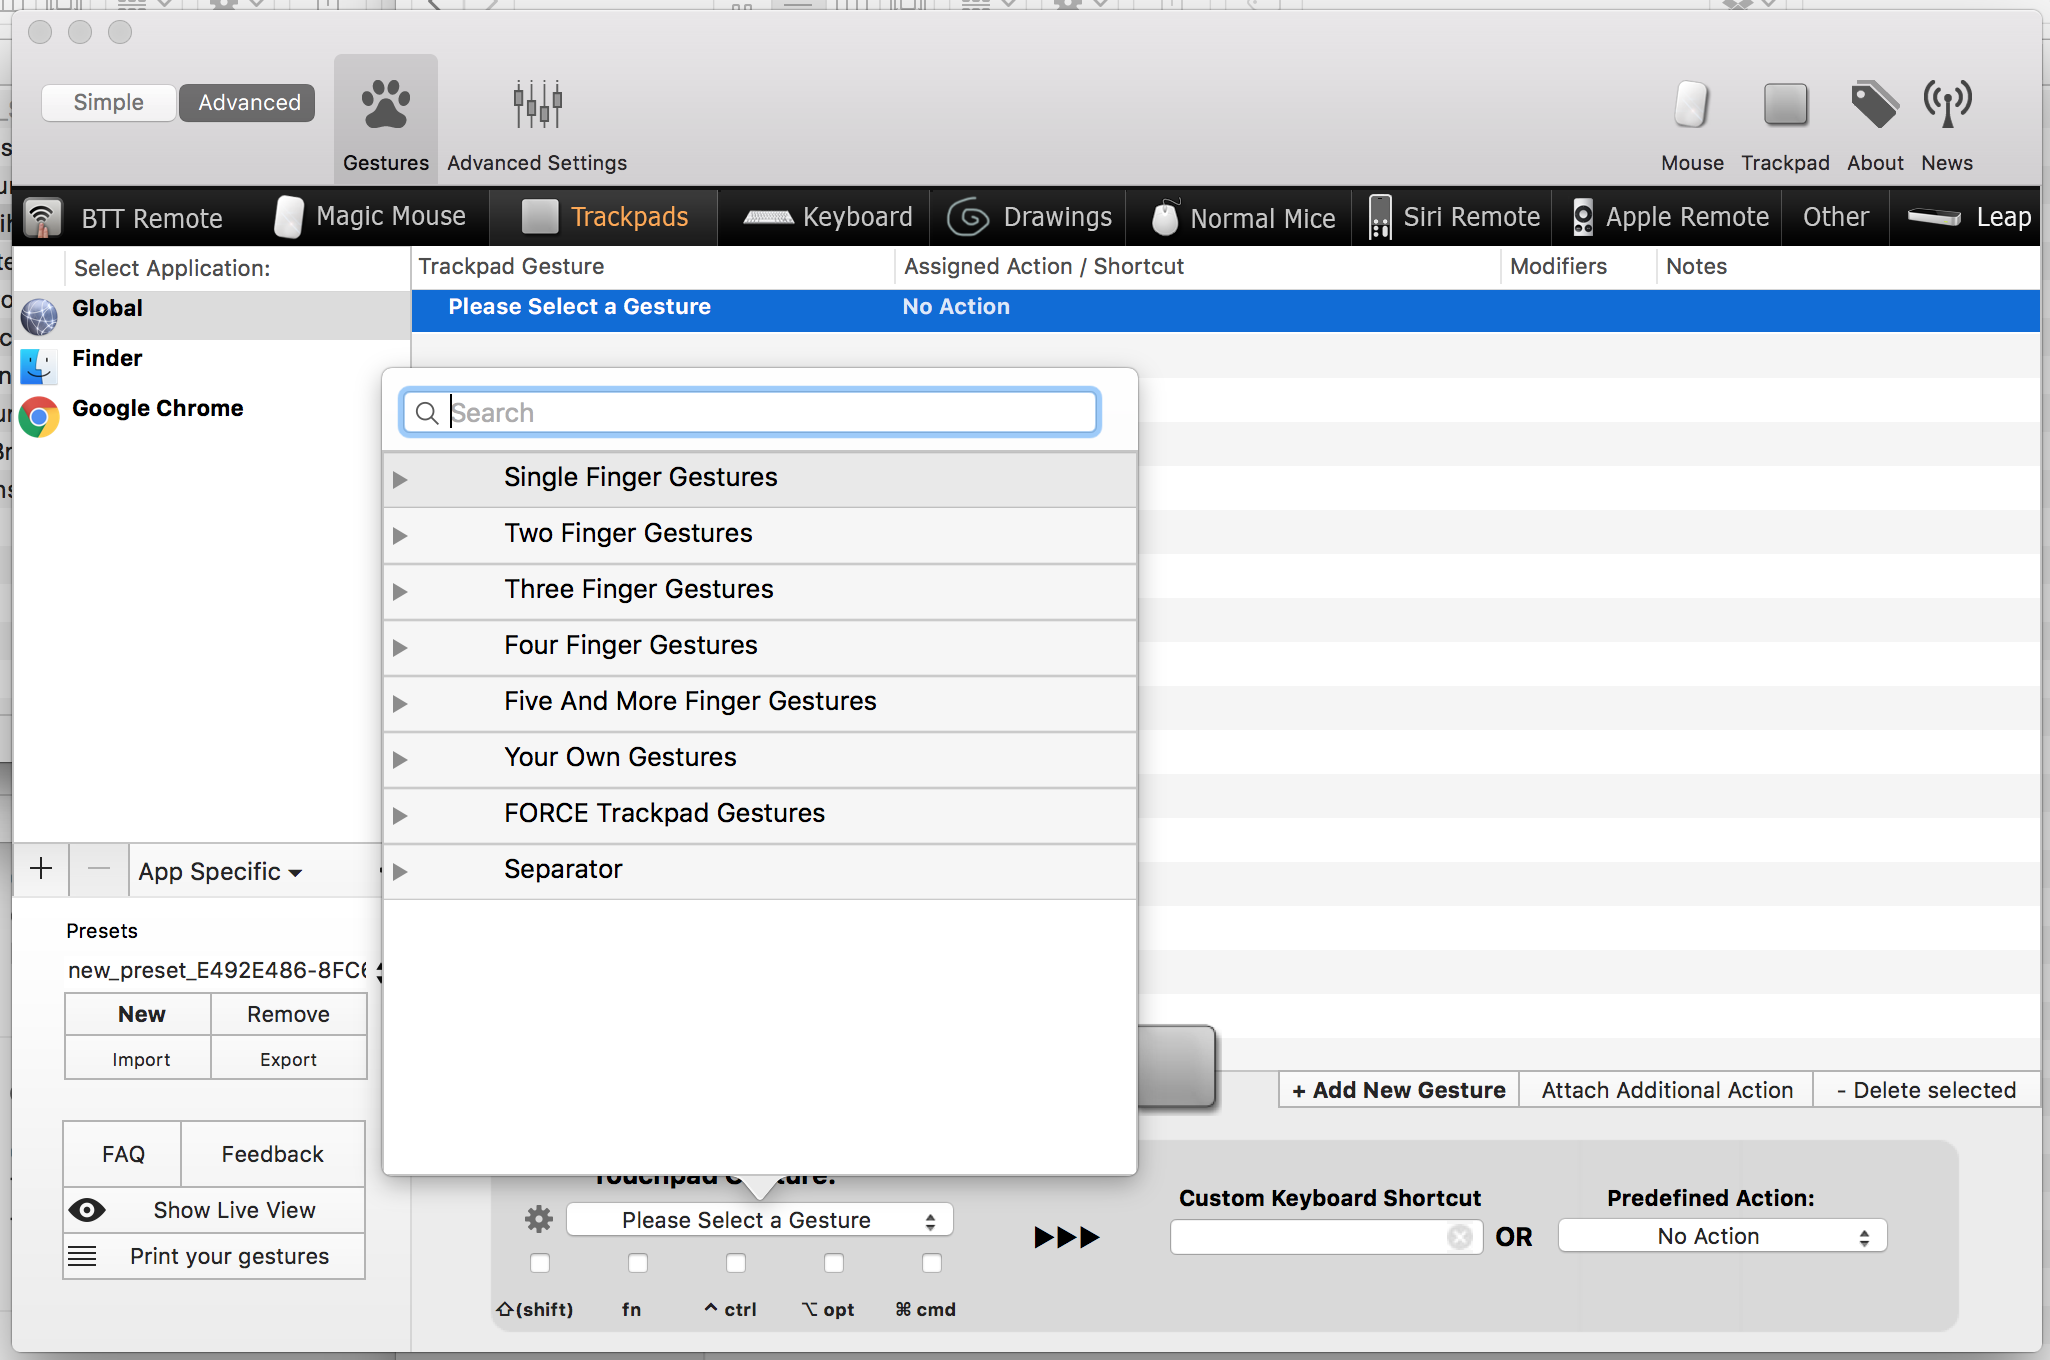 Simple
Advanced
Gestures
Advanced Settings
Mouse
Trackpad
About
News
BTT Remote
Magic Mouse
Trackpads
Keyboard
Drawings
Normal Mice
Siri Remote
Apple Remote
Other
Leap
Select Application:
Trackpad Gesture
Assigned Action / Shortcut
Modifiers
Notes
Global
Please Select a Gesture
No Action
Finder
Google Chrome
Search
Single Finger Gestures
Two Finger Gestures
Three Finger Gestures
Four Finger Gestures
Five And More Finger Gestures
Your Own Gestures
FORCE Trackpad Gestures
Separator
+ − App Specific
Presets
new_preset_E492E486-8FC6
New
Remove
Import
Export
+ Add New Gesture
Attach Additional Action
- Delete selected
FAQ
Feedback
Show Live View
Print your gestures
Touchpad Gesture:
Please Select a Gesture
⇧(shift)
fn
^ ctrl
⌥ opt
⌘ cmd
Custom Keyboard Shortcut
OR
Predefined Action:
No Action